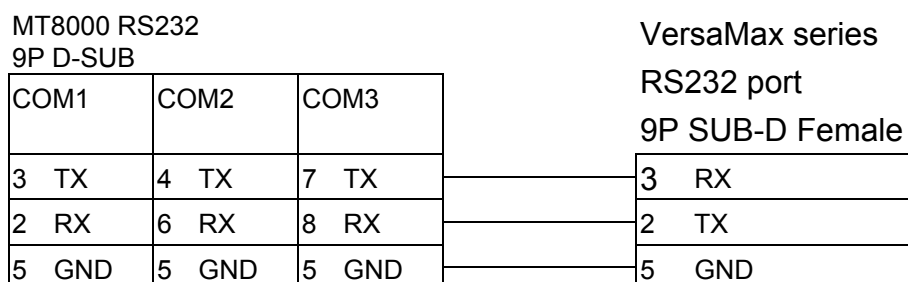 MT8000 RS232
9P D-SUB
VersaMax series
RS232 port
9P SUB-D Female
COM1 COM2 COM3
3 TX 4 TX 7 TX 3 RX
2 RX 6 RX 8 RX 2 TX
5 GND 5 GND 5 GND 5 GND